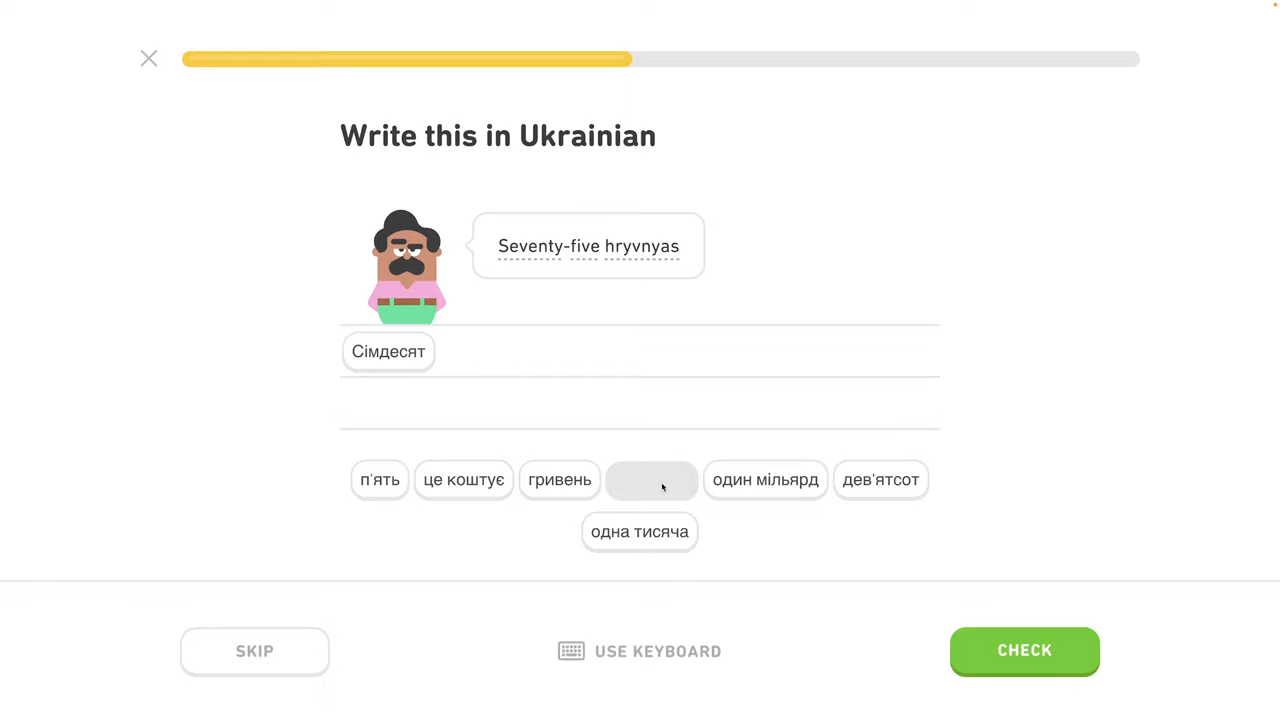 Write this in Ukrainian
Seventy-five hryvnyas
Сімдесят
п'ять це коштує гривень один мільярд дев'ятсот
одна тисяча
SKIP USE KEYBOARD CHECK